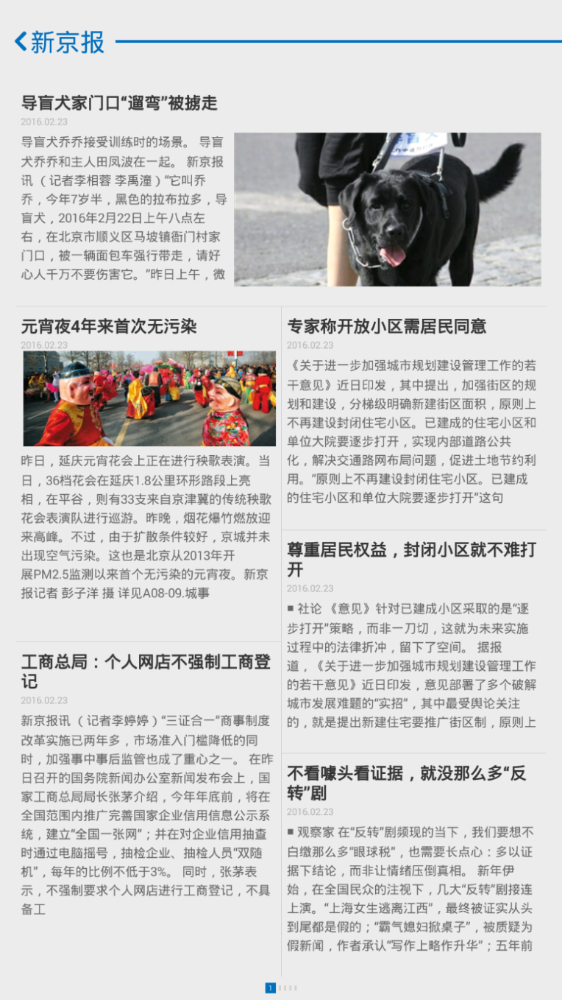 新京报
导盲犬家门口“遛弯”被掳走
2016.02.23
导盲犬乔乔接受训练时的场景。 导盲
犬乔乔和主人田凤波在一起。 新京报
讯 （记者李相蓉 李禹潼）“它叫乔
乔，今年7岁半，黑色的拉布拉多，导
盲犬，2016年2月22日上午八点左
右，在北京市顺义区马坡镇衙门村家
门口，被一辆面包车强行带走，请好
心人千万不要伤害它。”昨日上午，微
元宵夜4年来首次无污染
2016.02.23
昨日，延庆元宵花会上正在进行秧歌表演。当
日，36档花会在延庆1.8公里环形路段上亮
相，在平谷，则有33支来自京津冀的传统秧歌
花会表演队进行巡游。昨晚，烟花爆竹燃放迎
来高峰。不过，由于扩散条件较好，京城并未
出现空气污染。这也是北京从2013年开
展PM2.5监测以来首个无污染的元宵夜。新京
报记者 彭子洋 摄 详见A08-09.城事
工商总局：个人网店不强制工商登
记
2016.02.23
新京报讯 （记者李婷婷）“三证合一”商事制度
改革实施已两年多，市场准入门槛降低的同
时，加强事中事后监管也成了重心之一。 在昨
日召开的国务院新闻办公室新闻发布会上，国
家工商总局局长张茅介绍，今年年底前，将在
全国范围内推广完善国家企业信用信息公示系
统，建立“全国一张网”；并在对企业信用抽查
时通过电脑摇号，抽检企业、抽检人员“双随
机”，每年的比例不低于3%。 同时，张茅表
示，不强制要求个人网店进行工商登记，不具
备工
专家称开放小区需居民同意
2016.02.23
《关于进一步加强城市规划建设管理工作的若
干意见》近日印发，其中提出，加强街区的规
划和建设，分梯级明确新建街区面积，原则上
不再建设封闭住宅小区。已建成的住宅小区和
单位大院要逐步打开，实现内部道路公共
化，解决交通路网布局问题，促进土地节约利
用。“原则上不再建设封闭住宅小区。已建成
的住宅小区和单位大院要逐步打开”这句
尊重居民权益，封闭小区就不难打
开
2016.02.23
■ 社论 《意见》针对已建成小区采取的是“逐
步打开”策略，而非一刀切，这就为未来实施
过程中的法律折冲，留下了空间。 据报
道，《关于进一步加强城市规划建设管理工作
的若干意见》近日印发，意见部署了多个破解
城市发展难题的“实招”，其中最受舆论关注
的，就是提出新建住宅要推广街区制，原则上
不看噱头看证据，就没那么多“反
转”剧
2016.02.23
■ 观察家 在“反转”剧频现的当下，我们要想不
白缴那么多“眼球税”，也需要长点心：多以证
据下结论，而非让情绪压倒真相。 新年伊
始，在全国民众的注视下，几大“反转”剧接连
上演。“上海女生逃离江西”，最终被证实从头
到尾都是假的；“霸气媳妇掀桌子”，被质疑为
假新闻，作者承认“写作上略作升华”；五年前
1